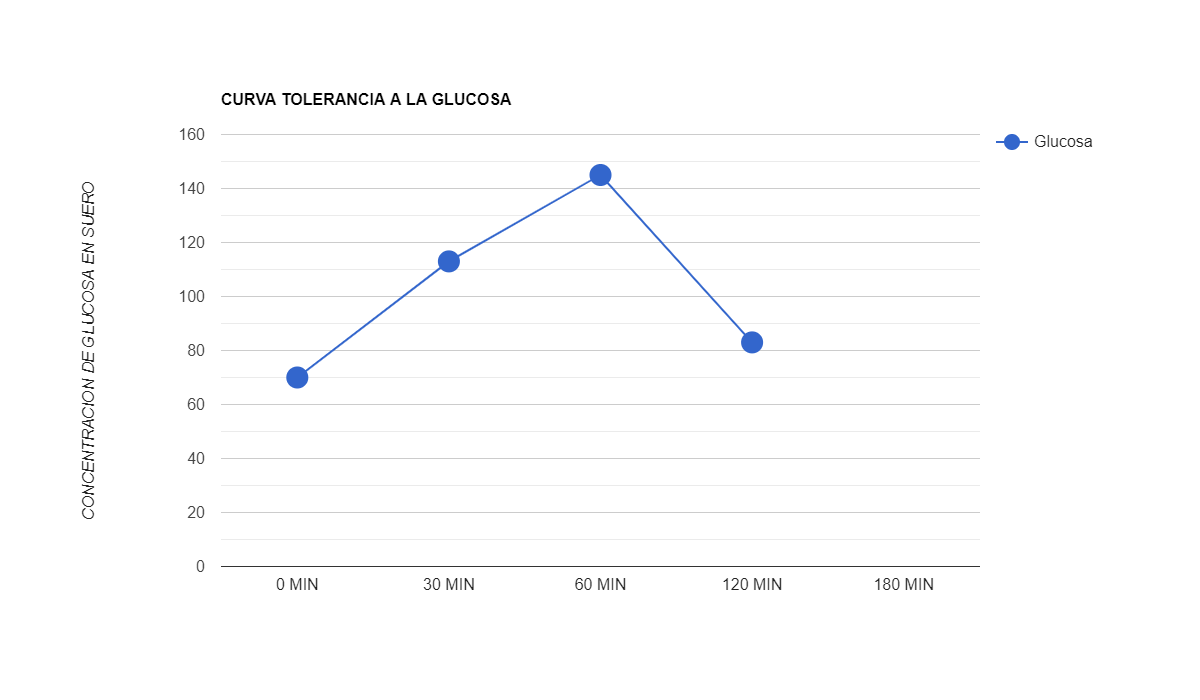 CURVA TOLERANCIA A LA GLUCOSA
Glucosa
CONCENTRACION DE GLUCOSA EN SUERO
160
140
120
100
80
60
40
20
0
0 MIN
30 MIN
60 MIN
120 MIN
180 MIN